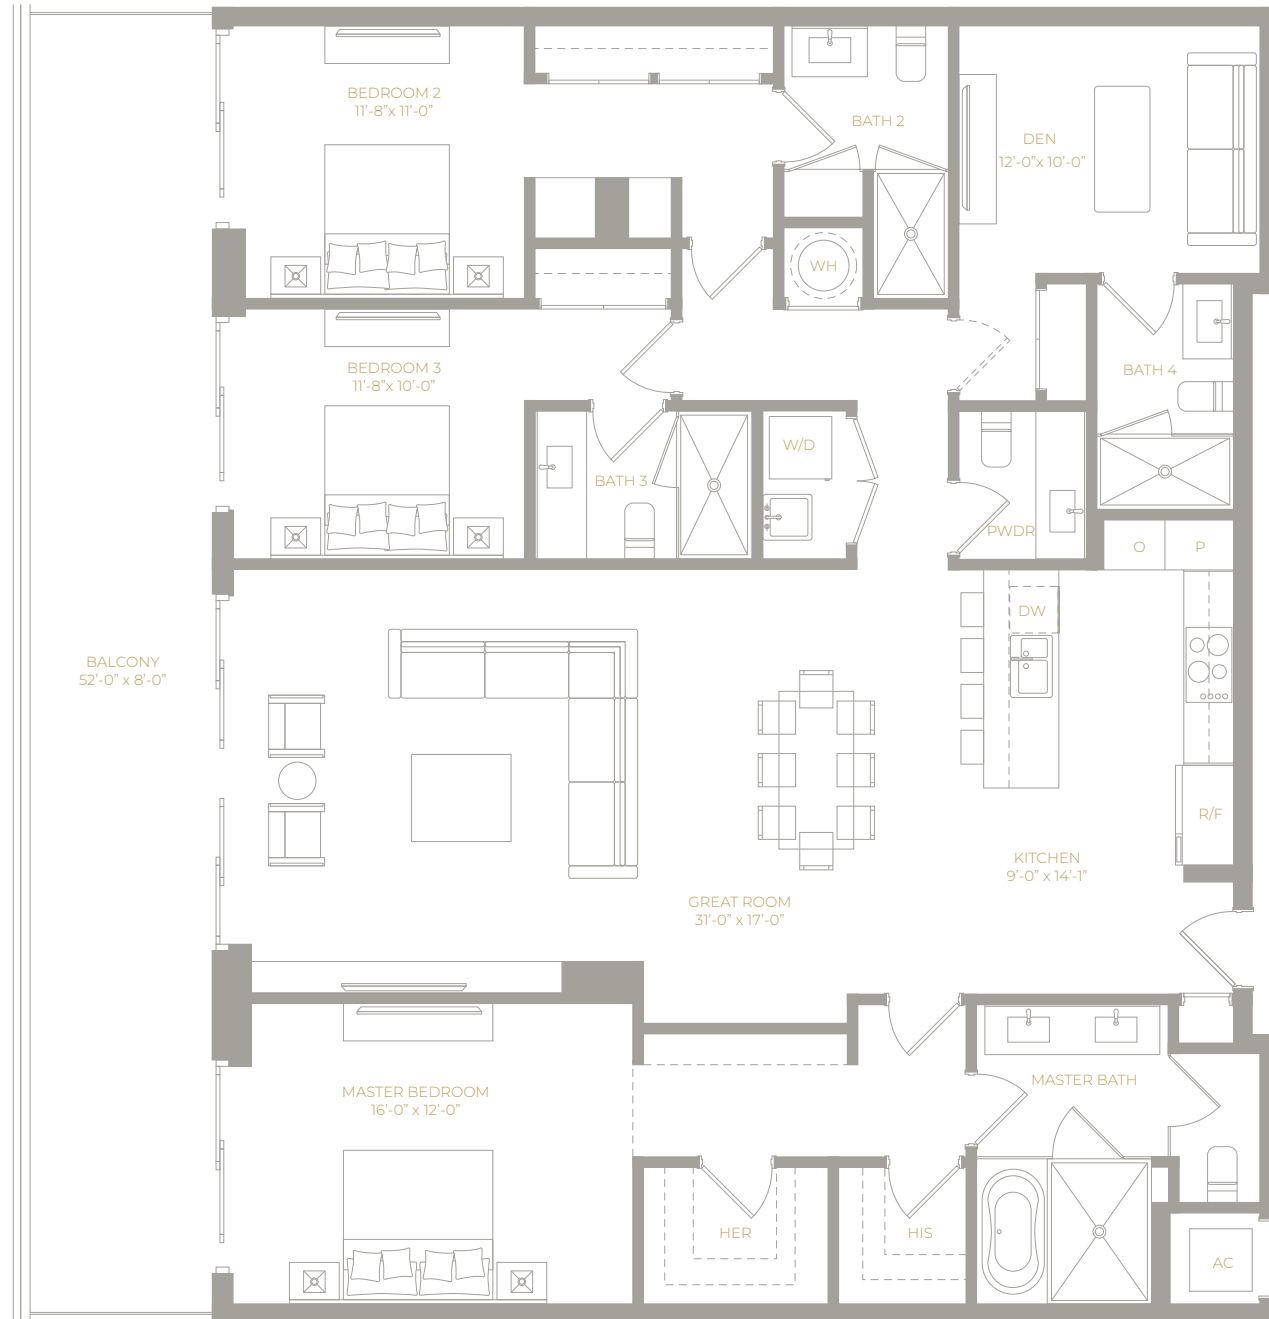 BEDROOM 2
11'-8”x 11'-0”
BATH 2
DEN
12'-0”x 10'-0”
WH
BEDROOM 3
11'-8”x 10'-0”
BATH 4
W/D
BATH 3
PWDR
O
P
DW
BALCONY
52'-0” x 8'-0”
R/F
KITCHEN
9'-0” x 14'-1”
GREAT ROOM
31'-0” x 17'-0”
MASTER BEDROOM
16'-0” x 12'-0”
MASTER BATH
HER
HIS
AC